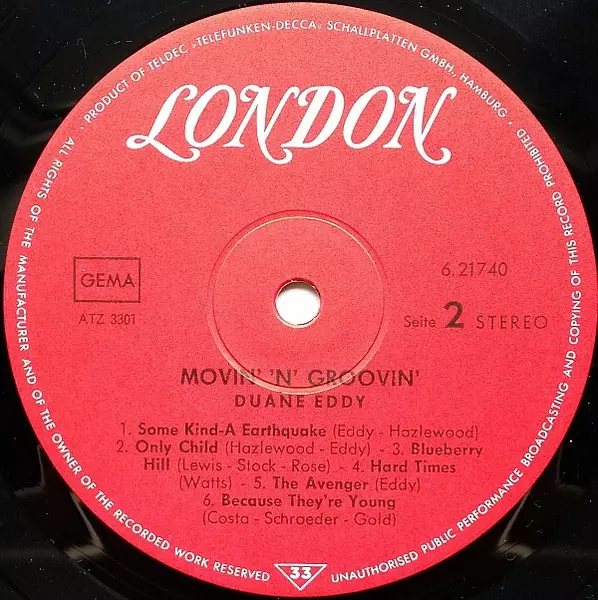 · PRODUCT OF TELDEC »TELEFUNKEN-DECCA« SCHALLPLATTEN GMBH., HAMBURG ·
LONDON
GEMA
ATZ 3301
6.21740
Seite 2 STEREO
MOVIN' 'N' GROOVIN'
DUANE EDDY
1. Some Kind-A Earthquake (Eddy - Hazlewood)
2. Only Child (Hazlewood - Eddy) - 3. Blueberry
Hill (Lewis - Stock - Rose) - 4. Hard Times
(Watts) - 5. The Avenger (Eddy)
6. Because They're Young
(Costa - Schroeder - Gold)
33
ALL RIGHTS OF THE MANUFACTURER AND OF THE OWNER OF THE RECORDED WORK RESERVED
UNAUTHORISED PUBLIC PERFORMANCE BROADCASTING AND COPYING OF THIS RECORD PROHIBITED